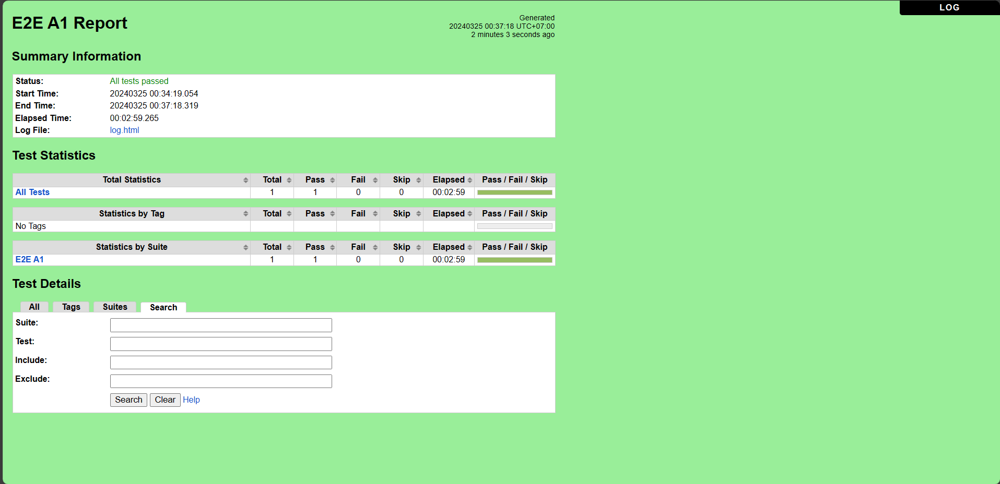 LOG
E2E A1 Report
Generated
20240325 00:37:18 UTC+07:00
2 minutes 3 seconds ago
Summary Information
Status: All tests passed
Start Time: 20240325 00:34:19.054
End Time: 20240325 00:37:18.319
Elapsed Time: 00:02:59.265
Log File: log.html
Test Statistics
Total Statistics Total Pass Fail Skip Elapsed Pass / Fail / Skip
All Tests 1 1 0 0 00:02:59
Statistics by Tag Total Pass Fail Skip Elapsed Pass / Fail / Skip
No Tags
Statistics by Suite Total Pass Fail Skip Elapsed Pass / Fail / Skip
E2E A1 1 1 0 0 00:02:59
Test Details
All Tags Suites Search
Suite:
Test:
Include:
Exclude:
Search Clear Help